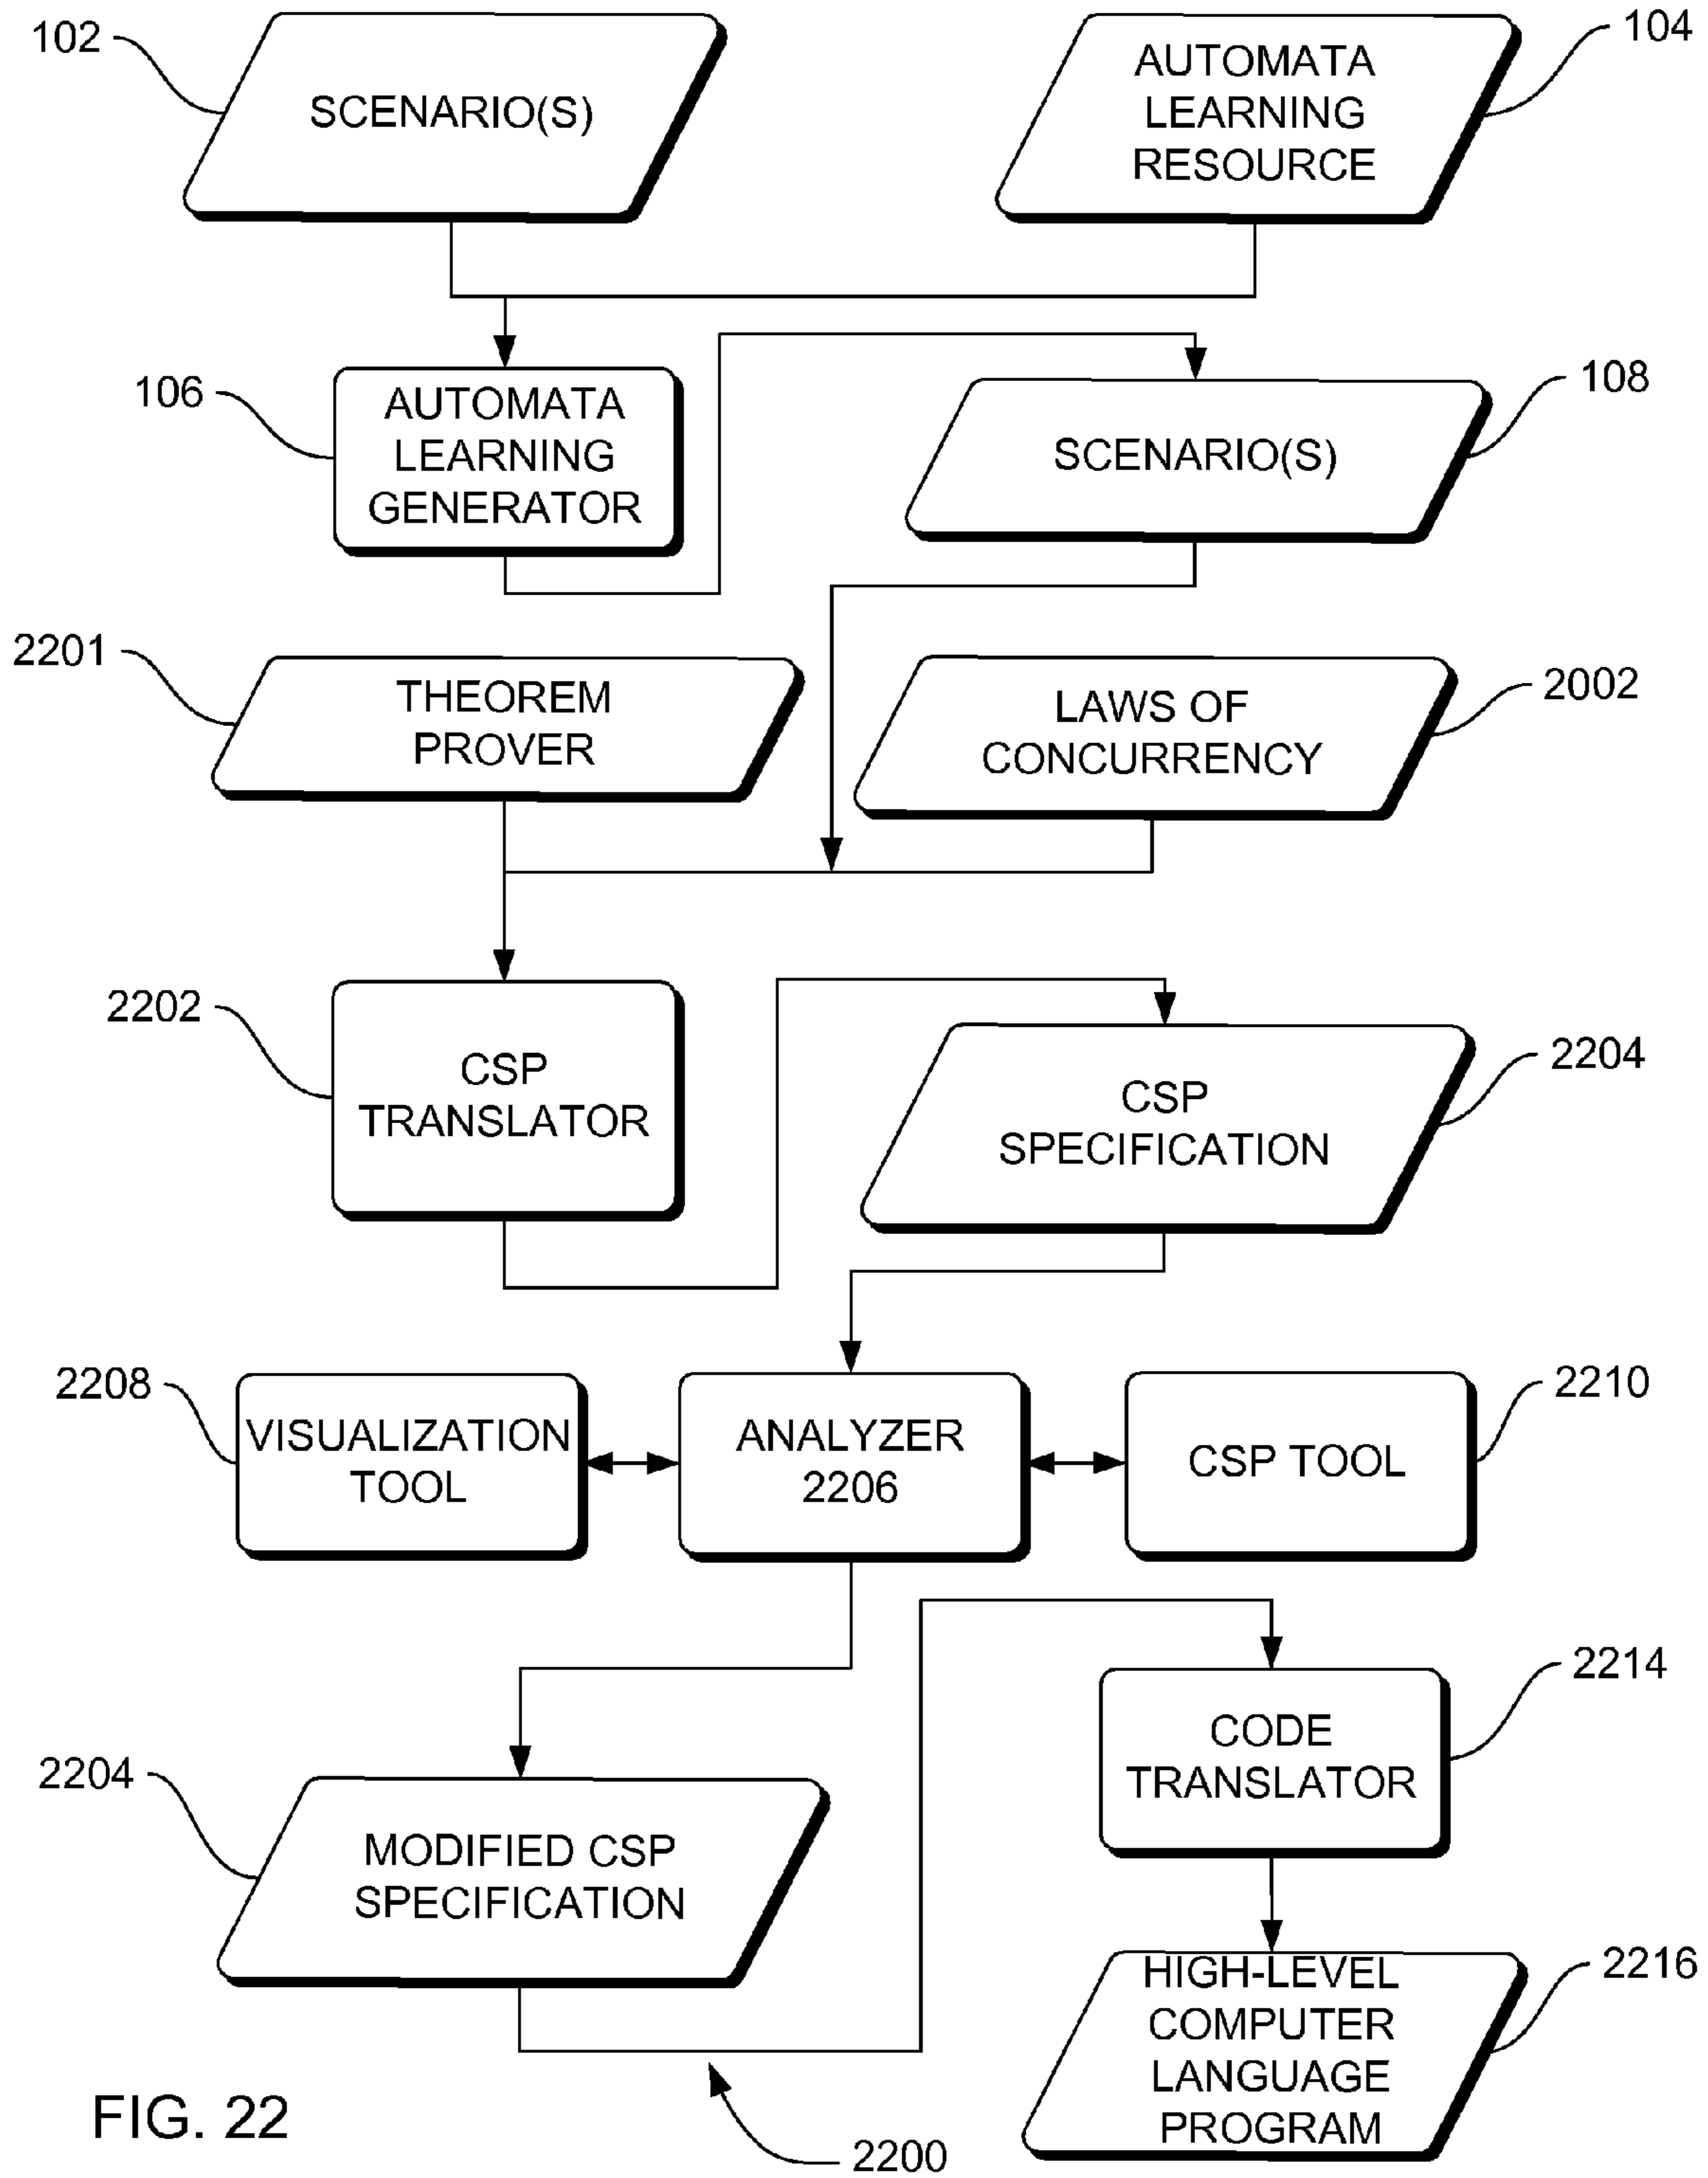 102
SCENARIO(S)
AUTOMATA
LEARNING
RESOURCE
104
106
AUTOMATA
LEARNING
GENERATOR
SCENARIO(S)
108
2201
THEOREM
PROVER
LAWS OF
CONCURRENCY
2002
2202
CSP
TRANSLATOR
CSP
SPECIFICATION
2204
2208
VISUALIZATION
TOOL
ANALYZER
2206
CSP TOOL
2210
2204
MODIFIED CSP
SPECIFICATION
CODE
TRANSLATOR
2214
HIGH-LEVEL
COMPUTER
LANGUAGE
PROGRAM
2216
FIG. 22
2200